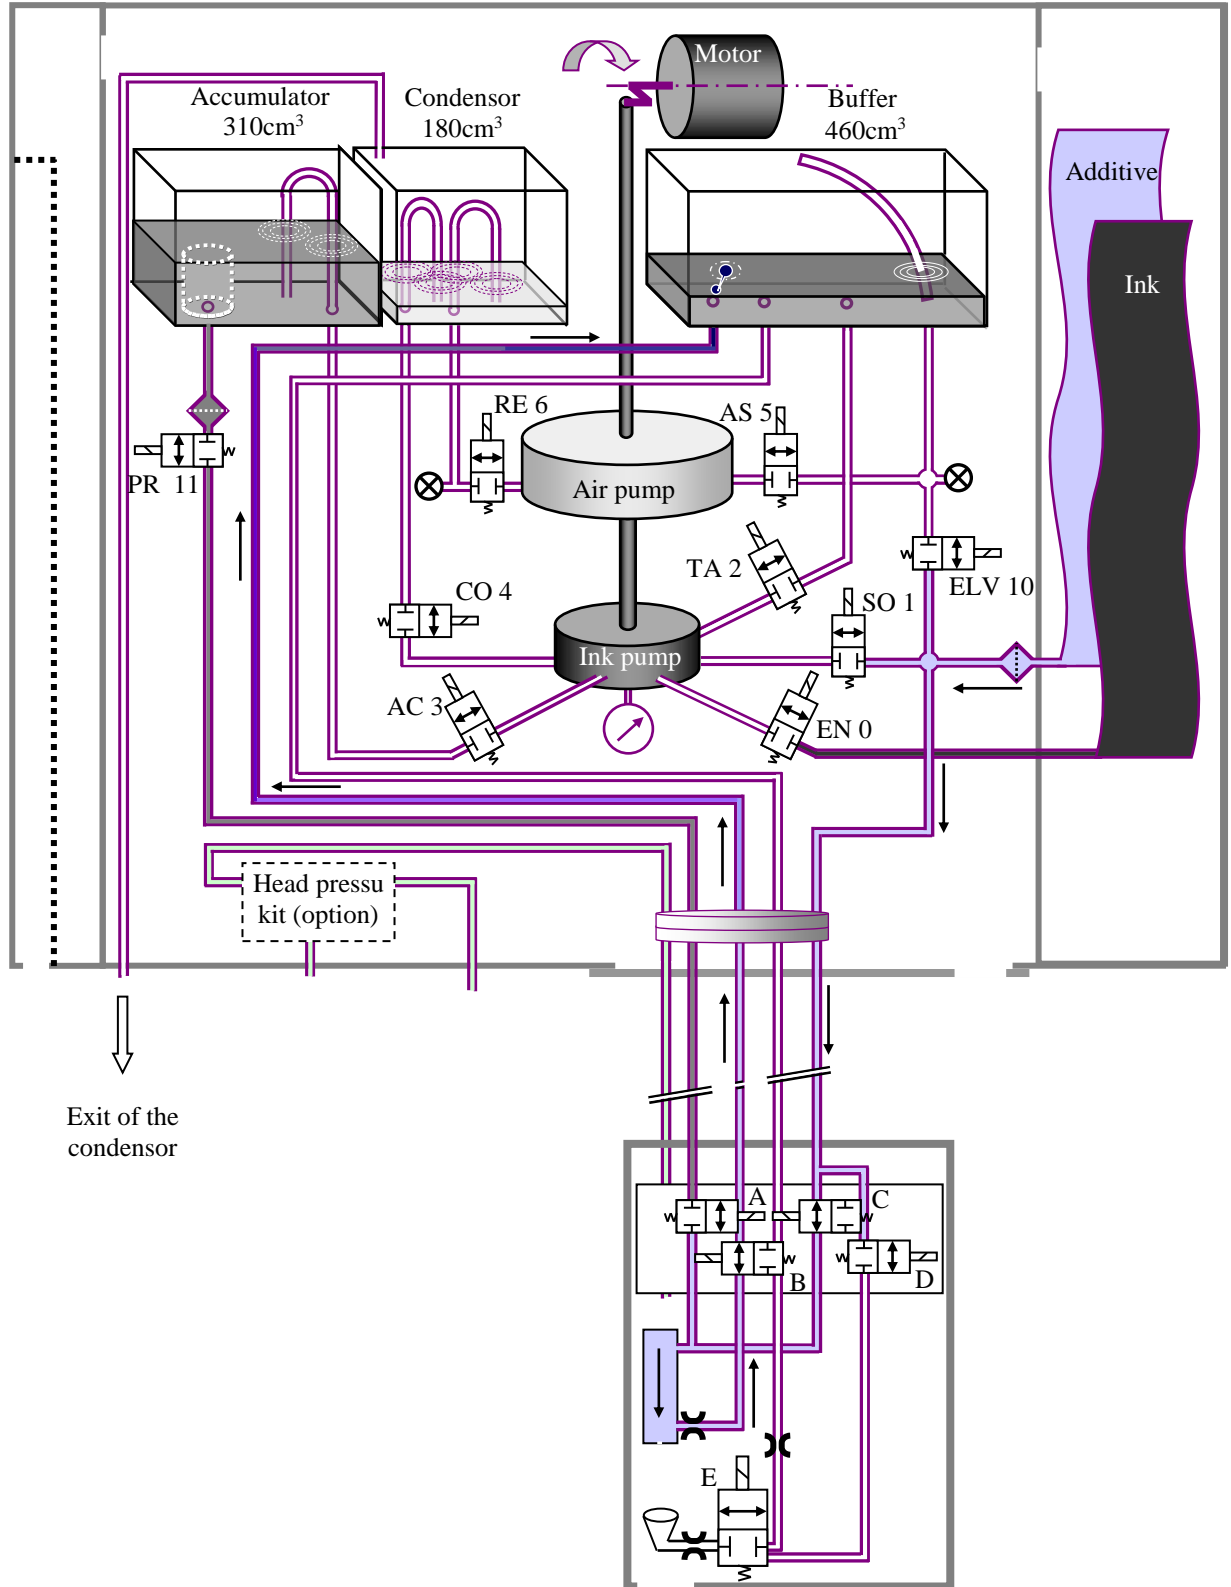 Motor
Accumulator
310cm³
Condensor
180cm³
Buffer
460cm³
Additive
Ink
RE 6
AS 5
PR 11
Air pump
TA 2
ELV 10
CO 4
SO 1
Ink pump
AC 3
EN 0
Head pressu
kit (option)
Exit of the
condensor
A
C
B
D
E